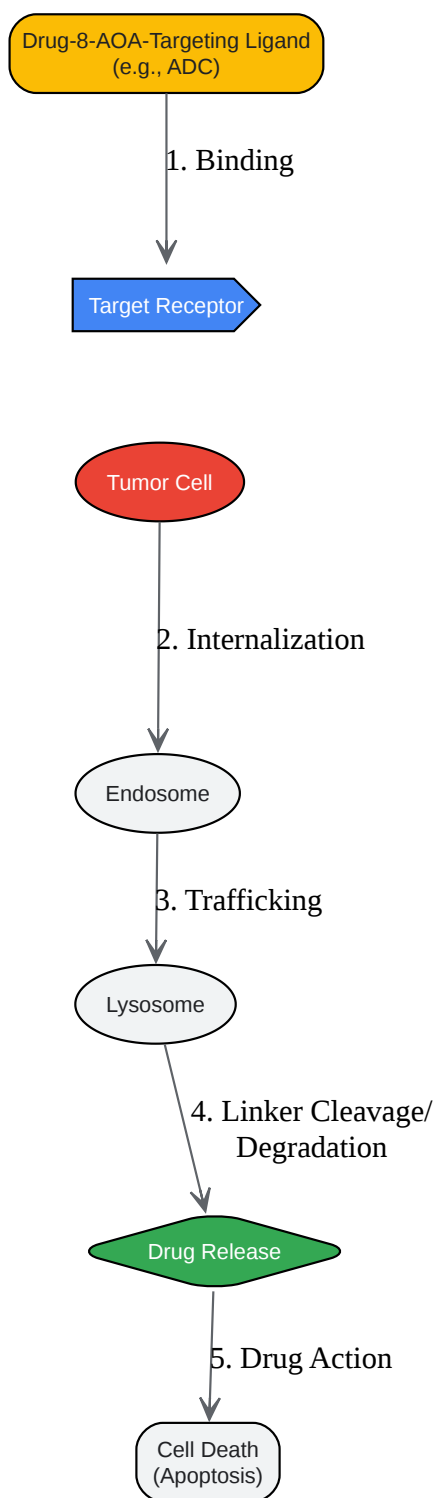 Drug-8-AOA-Targeting Ligand
(e.g., ADC)
1. Binding
Target Receptor
Tumor Cell
2. Internalization
Endosome
3. Trafficking
Lysosome
4. Linker Cleavage/
Degradation
Drug Release
5. Drug Action
Cell Death
(Apoptosis)